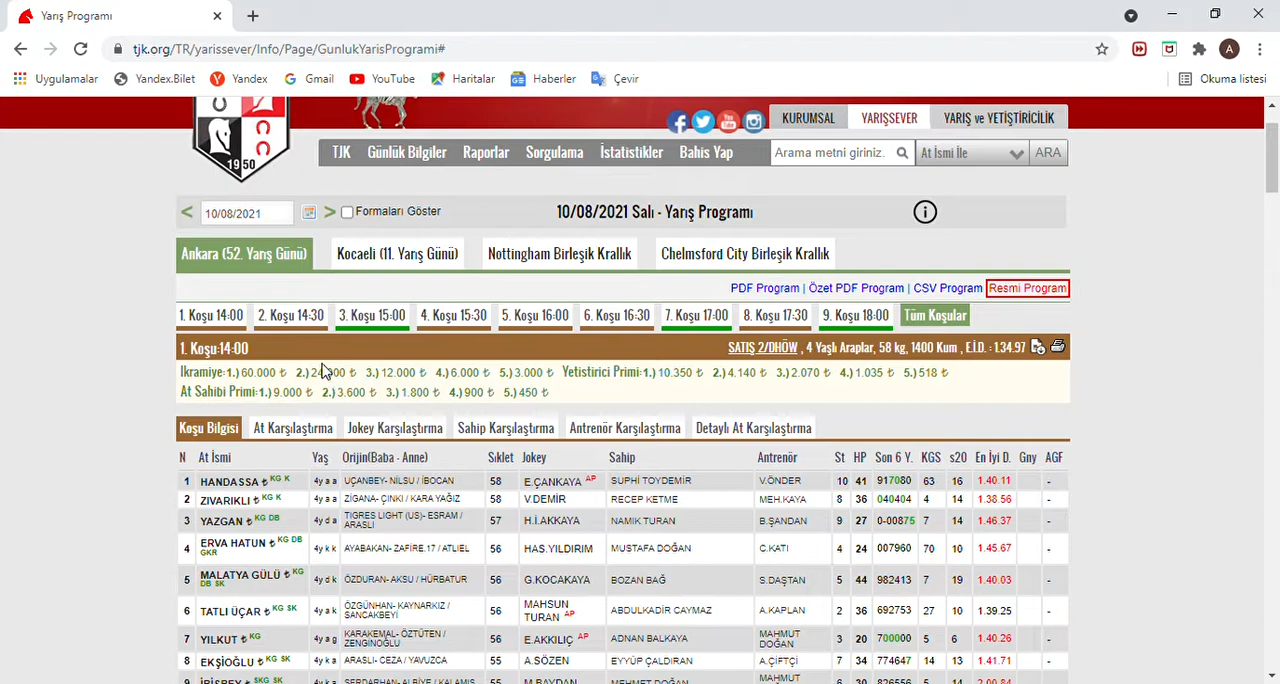 Yarış Programı
tjk.org/TR/yarissever/Info/Page/GunlukYarisProgrami#
A
Uygulamalar Yandex.Bilet Yandex Gmail YouTube Haritalar Haberler Çevir Okuma listesi
1950
KURUMSAL YARIŞSEVER YARIŞ ve YETİŞTİRİCİLİK
TJK Günlük Bilgiler Raporlar Sorgulama İstatistikler Bahis Yap Arama metni giriniz. At İsmi İle ARA
< 10/08/2021 > Formaları Göster 10/08/2021 Salı - Yarış Programı
Ankara (52. Yarış Günü) Kocaeli (11. Yarış Günü) Nottingham Birleşik Krallık Chelmsford City Birleşik Krallık
PDF Program | Özet PDF Program | CSV Program Resmi Program
1. Koşu 14:00 2. Koşu 14:30 3. Koşu 15:00 4. Koşu 15:30 5. Koşu 16:00 6. Koşu 16:30 7. Koşu 17:00 8. Koşu 17:30 9. Koşu 18:00 Tüm Koşular
1. Koşu:14:00 SATIŞ 2/DHÖW , 4 Yaşlı Araplar, 58 kg, 1400 Kum , E.İ.D. : 1.34.97
İkramiye: 1.) 60.000 ₺ 2.) 3.) 12.000 ₺ 4.) 6.000 ₺ 5.) 3.000 ₺ Yetistirici Primi: 1.) 10.350 ₺ 2.) 4.140 ₺ 3.) 2.070 ₺ 4.) 1.035 ₺ 5.) 518 ₺
At Sahibi Primi: 1.) 9.000 ₺ 2.) 3.600 ₺ 3.) 1.800 ₺ 4.) 900 ₺ 5.) 450 ₺
Koşu Bilgisi At Karşılaştırma Jokey Karşılaştırma Sahip Karşılaştırma Antrenör Karşılaştırma Detaylı At Karşılaştırma
N At İsmi Yaş Orijin(Baba - Anne) Sıklet Jokey Sahip Antrenör St HP Son 6 Y. KGS s20 En İyi D. Gny AGF
1 HANDASSA ₺ KG K 4y a a UÇANBEY- NİLSU / İBOCAN 58 E.ÇANKAYA AP SUPHİ TOYDEMİR V.ÖNDER 10 41 917080 63 16 1.40.11 -
2 ZIVARIKLI ₺ KG K 4y a a ZİGANA- ÇINKI / KARA YAĞIZ 58 V.DEMİR RECEP KETME MEH.KAYA 8 36 040404 4 14 1.38.56 -
3 YAZGAN ₺ KG DB 4y d a TIGRES LIGHT (US)- ESRAM / ARASLI 57 H.İ.AKKAYA NAMIK TURAN B.ŞANDAN 9 27 0-00875 7 14 1.46.37 -
4 ERVA HATUN ₺ KG DB GKR 4y k k AYABAKAN- ZAFİRE.17 / ATLIEL 56 HAS.YILDIRIM MUSTAFA DOĞAN C.KATI 4 24 007960 70 10 1.45.67 -
5 MALATYA GÜLÜ ₺ KG DB SK 4y d k ÖZDURAN- AKSU / HÜRBATUR 56 G.KOCAKAYA BOZAN BAĞ S.DAŞTAN 5 44 982413 7 19 1.40.03 -
6 TATLI ÜÇAR ₺ KG SK 4y a k ÖZGÜNHAN- KAYNARKIZ / SANCAKBEYİ 56 MAHSUN TURAN AP ABDULKADİR CAYMAZ A.KAPLAN 2 36 692753 27 10 1.39.25 -
7 YILKUT ₺ KG 4y a g KARAKEMAL- ÖZTÜTEN / ZENGİNOĞLU 56 E.AKKILIÇ AP ADNAN BALKAYA MAHMUT DOĞAN 3 20 700000 5 6 1.40.26 -
8 EKŞİOĞLU ₺ KG SK 4y k a ARASLI- CEZA / YAVUZCA 55 A.SÖZEN EYYÜP ÇALDIRAN A.ÇİFTÇİ 7 34 774647 14 13 1.41.71 -